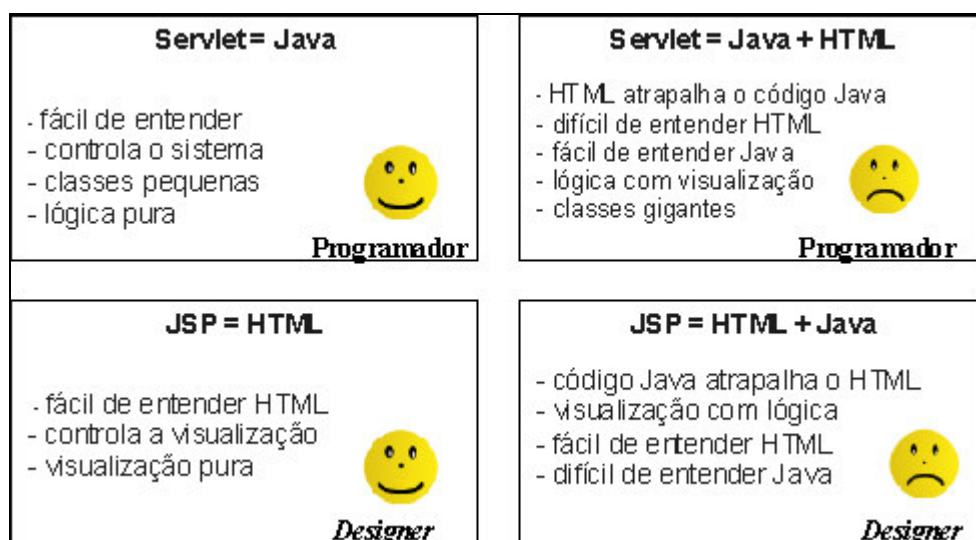 Servlet= Java
- fácil de entender
- controla o sistema
- classes pequenas
- lógica pura
Programador
Servlet = Java + HTML
- HTML atrapalha o código Java
- difícil de entender HTML
- fácil de entender Java
- lógica com visualização
- classes gigantes
Programador
JSP = HTML
- fácil de entender HTML
- controla a visualização
- visualização pura
Designer
JSP = HTML + Java
- código Java atrapalha o HTML
- visualização com lógica
- fácil de entender HTML
- difícil de entender Java
Designer